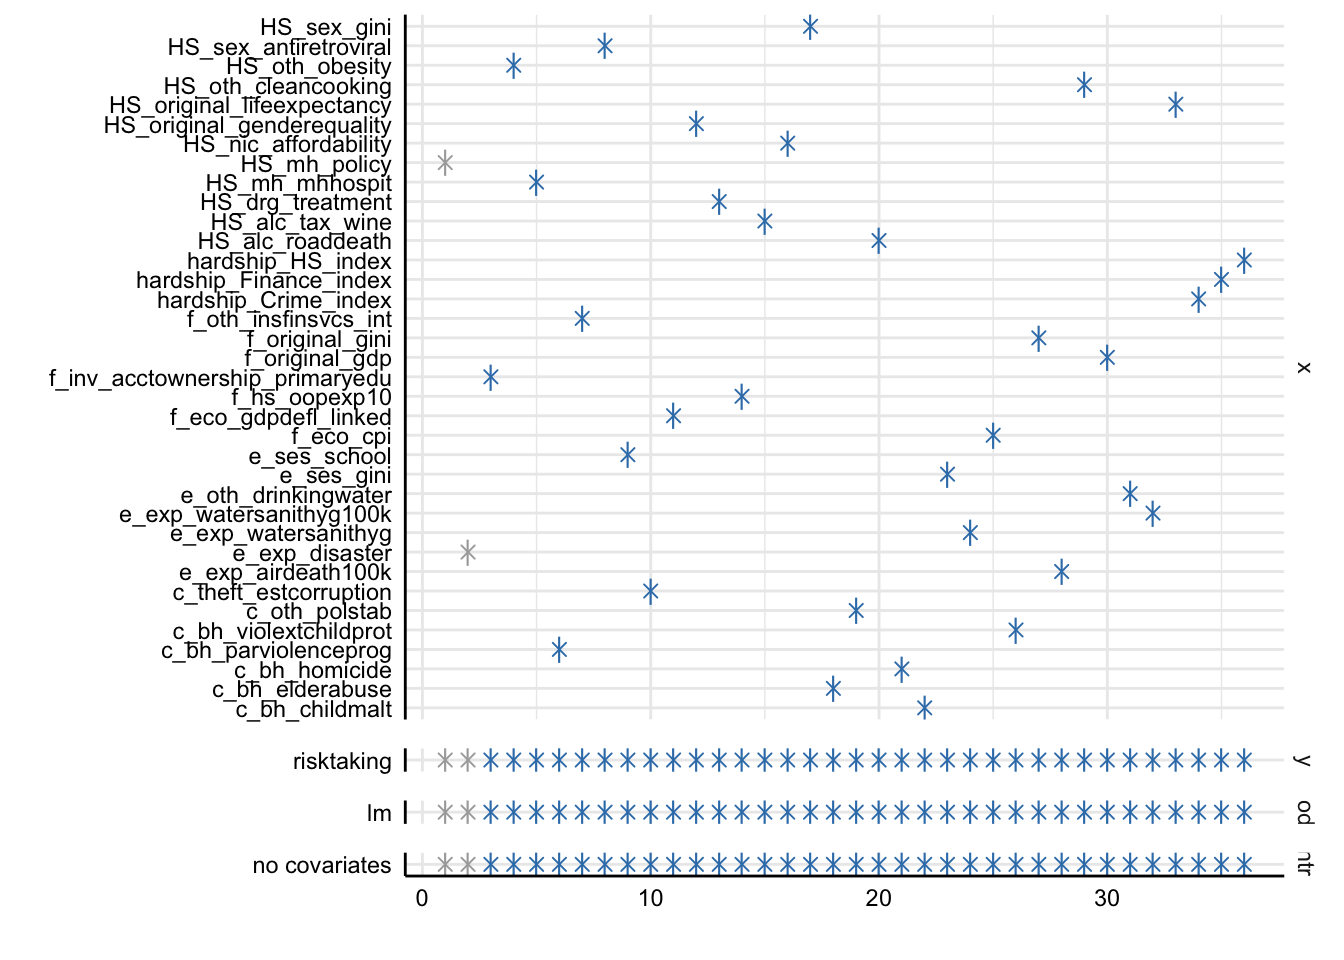 HS_sex_gini
HS_sex_antiretroviral
HS_oth_obesity
HS_oth_cleancooking
HS_original_lifeexpectancy
HS_original_genderequality
HS_nic_affordability
HS_mh_policy
HS_mh_mhhospit
HS_drg_treatment
HS_alc_tax_wine
HS_alc_roaddeath
hardship_HS_index
hardship_Finance_index
hardship_Crime_index
f_oth_insfinsvcs_int
f_original_gini
f_original_gdp
f_inv_acctownership_primaryedu
f_hs_oopexp10
f_eco_gdpdefl_linked
f_eco_cpi
e_ses_school
e_ses_gini
e_oth_drinkingwater
e_exp_watersanithyg100k
e_exp_watersanithyg
e_exp_disaster
e_exp_airdeath100k
c_theft_estcorruption
c_oth_polstab
c_bh_violextchildprot
c_bh_parviolenceprog
c_bh_homicide
c_bh_elderabuse
c_bh_childmalt
x
risktaking
y
lm
od
no covariates
ntr
0 10 20 30